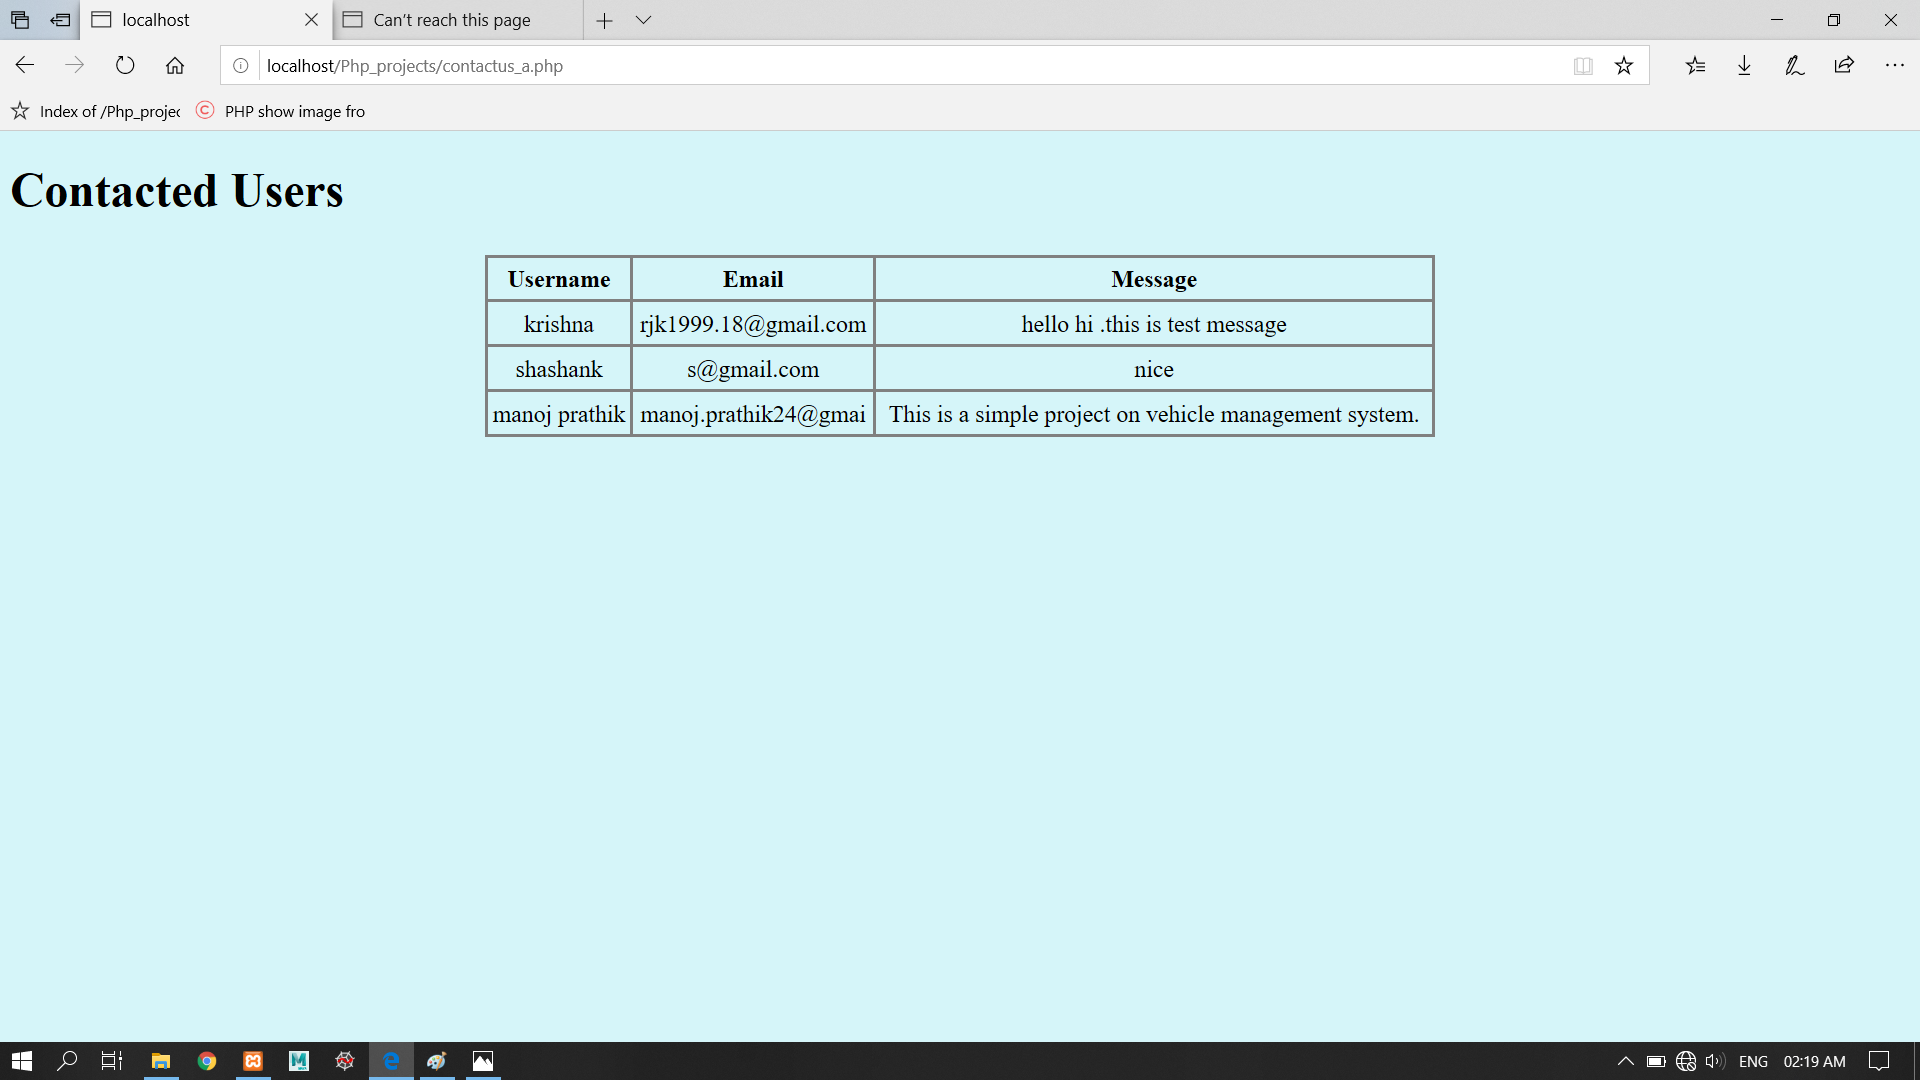 localhost
Can't reach this page
localhost/Php_projects/contactus_a.php
Index of /Php_projec
PHP show image fro
Contacted Users
Username Email Message
krishna rjk1999.18@gmail.com hello hi .this is test message
shashank s@gmail.com nice
manoj prathik manoj.prathik24@gmai This is a simple project on vehicle management system.
ENG 02:19 AM